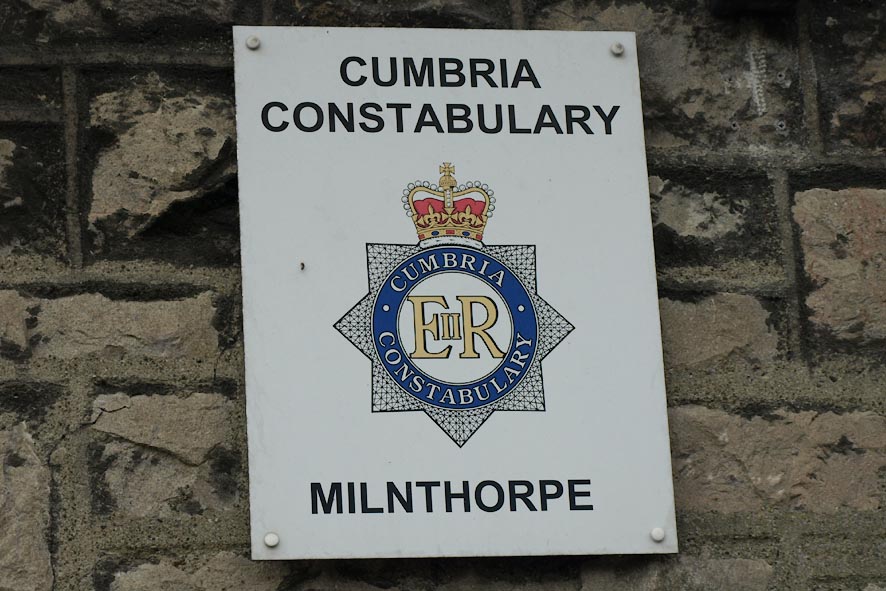 CUMBRIA
CONSTABULARY
CUMBRIA
EIIR
CONSTABULARY
MILNTHORPE